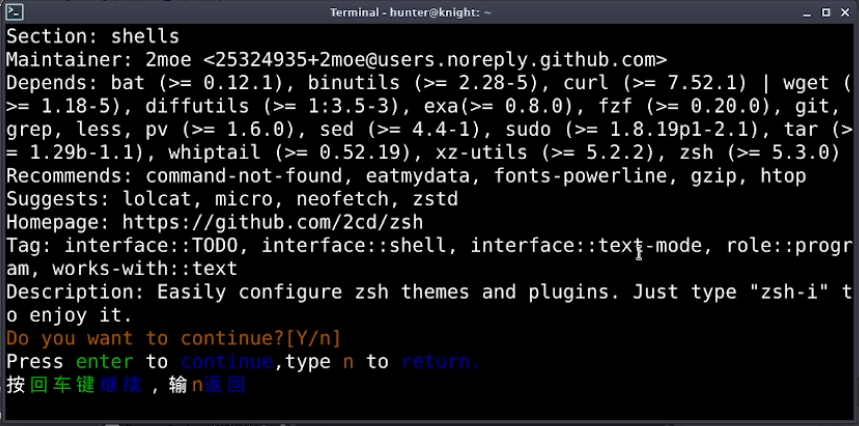 Terminal - hunter@knight: ~
Section: shells
Maintainer: 2moe <25324935+2moe@users.noreply.github.com>
Depends: bat (>= 0.12.1), binutils (>= 2.28-5), curl (>= 7.52.1) | wget (
>= 1.18-5), diffutils (>= 1:3.5-3), exa(>= 0.8.0), fzf (>= 0.20.0), git,
grep, less, pv (>= 1.6.0), sed (>= 4.4-1), sudo (>= 1.8.19p1-2.1), tar (>
= 1.29b-1.1), whiptail (>= 0.52.19), xz-utils (>= 5.2.2), zsh (>= 5.3.0)
Recommends: command-not-found, eatmydata, fonts-powerline, gzip, htop
Suggests: lolcat, micro, neofetch, zstd
Homepage: https://github.com/2cd/zsh
Tag: interface::TODO, interface::shell, interface::text-mode, role::progr
am, works-with::text
Description: Easily configure zsh themes and plugins. Just type "zsh-i" t
o enjoy it.
Do you want to continue?[Y/n]
Press enter to continue,type n to return.
按回车键继续，输n返回